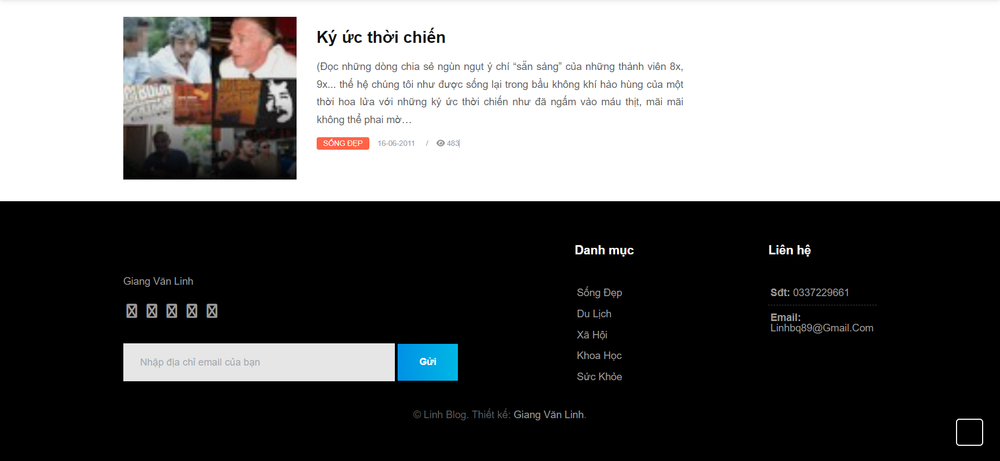 Ký ức thời chiến
(Đọc những dòng chia sẻ ngùn ngụt ý chí “sẵn sàng” của những thành viên 8x,
9x... thế hệ chúng tôi như được sống lại trong bầu không khí hào hùng của một
thời hoa lửa với những ký ức thời chiến như đã ngấm vào máu thịt, mãi mãi
không thể phai mờ…
SỐNG ĐẸP 16-06-2011 / 483
Giang Văn Linh
Nhập địa chỉ email của bạn
Gửi
Danh mục
Sống Đẹp
Du Lịch
Xã Hội
Khoa Học
Sức Khỏe
Liên hệ
Sđt: 0337229661
Email:
Linhbq89@Gmail.Com
© Linh Blog. Thiết kế: Giang Văn Linh.